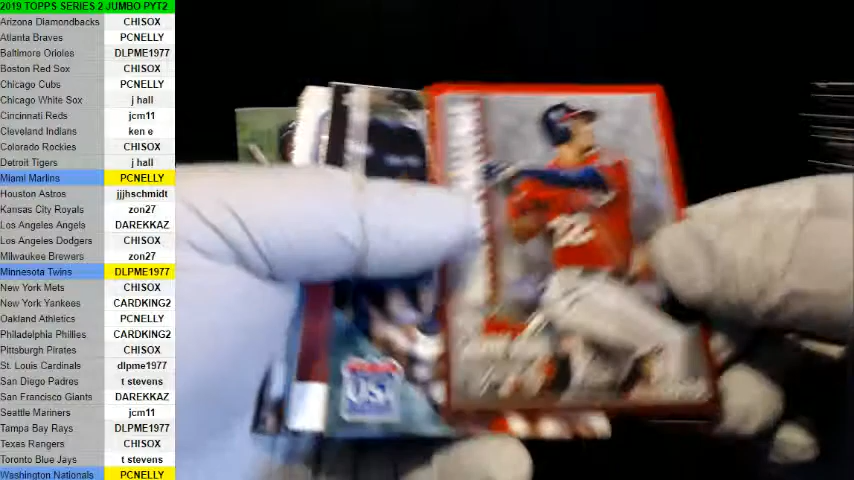 2019 TOPPS SERIES 2 JUMBO PYT2
Arizona Diamondbacks CHISOX
Atlanta Braves PCNELLY
Baltimore Orioles DLPME1977
Boston Red Sox CHISOX
Chicago Cubs PCNELLY
Chicago White Sox j hall
Cincinnati Reds jcm11
Cleveland Indians ken e
Colorado Rockies CHISOX
Detroit Tigers j hall
Miami Marlins PCNELLY
Houston Astros jjjhschmidt
Kansas City Royals zon27
Los Angeles Angels DAREKKAZ
Los Angeles Dodgers CHISOX
Milwaukee Brewers zon27
Minnesota Twins DLPME1977
New York Mets CHISOX
New York Yankees CARDKING2
Oakland Athletics PCNELLY
Philadelphia Phillies CARDKING2
Pittsburgh Pirates CHISOX
St. Louis Cardinals dlpme1977
San Diego Padres t stevens
San Francisco Giants DAREKKAZ
Seattle Mariners jcm11
Tampa Bay Rays DLPME1977
Texas Rangers CHISOX
Toronto Blue Jays t stevens
Washington Nationals PCNELLY
22